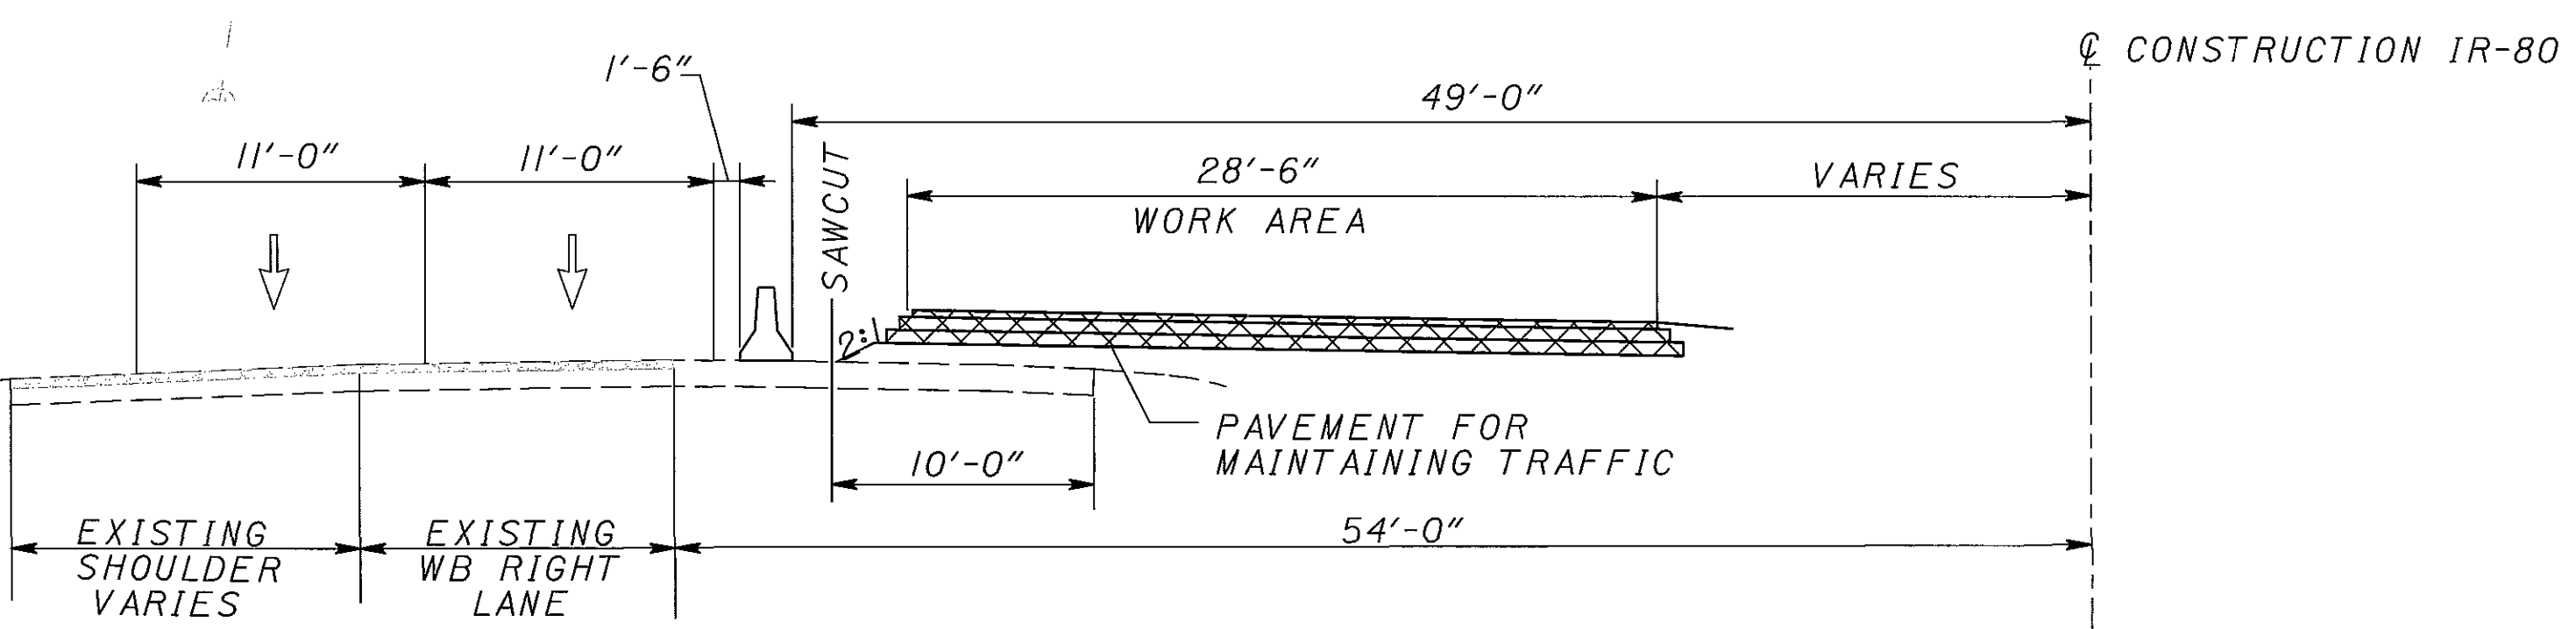 ℄ CONSTRUCTION IR-80
1'-6"
49'-0"
11'-0"
11'-0"
28'-6"
VARIES
WORK AREA
SAWCUT
2:1
PAVEMENT FOR
MAINTAINING TRAFFIC
10'-0"
54'-0"
EXISTING
SHOULDER
VARIES
EXISTING
WB RIGHT
LANE